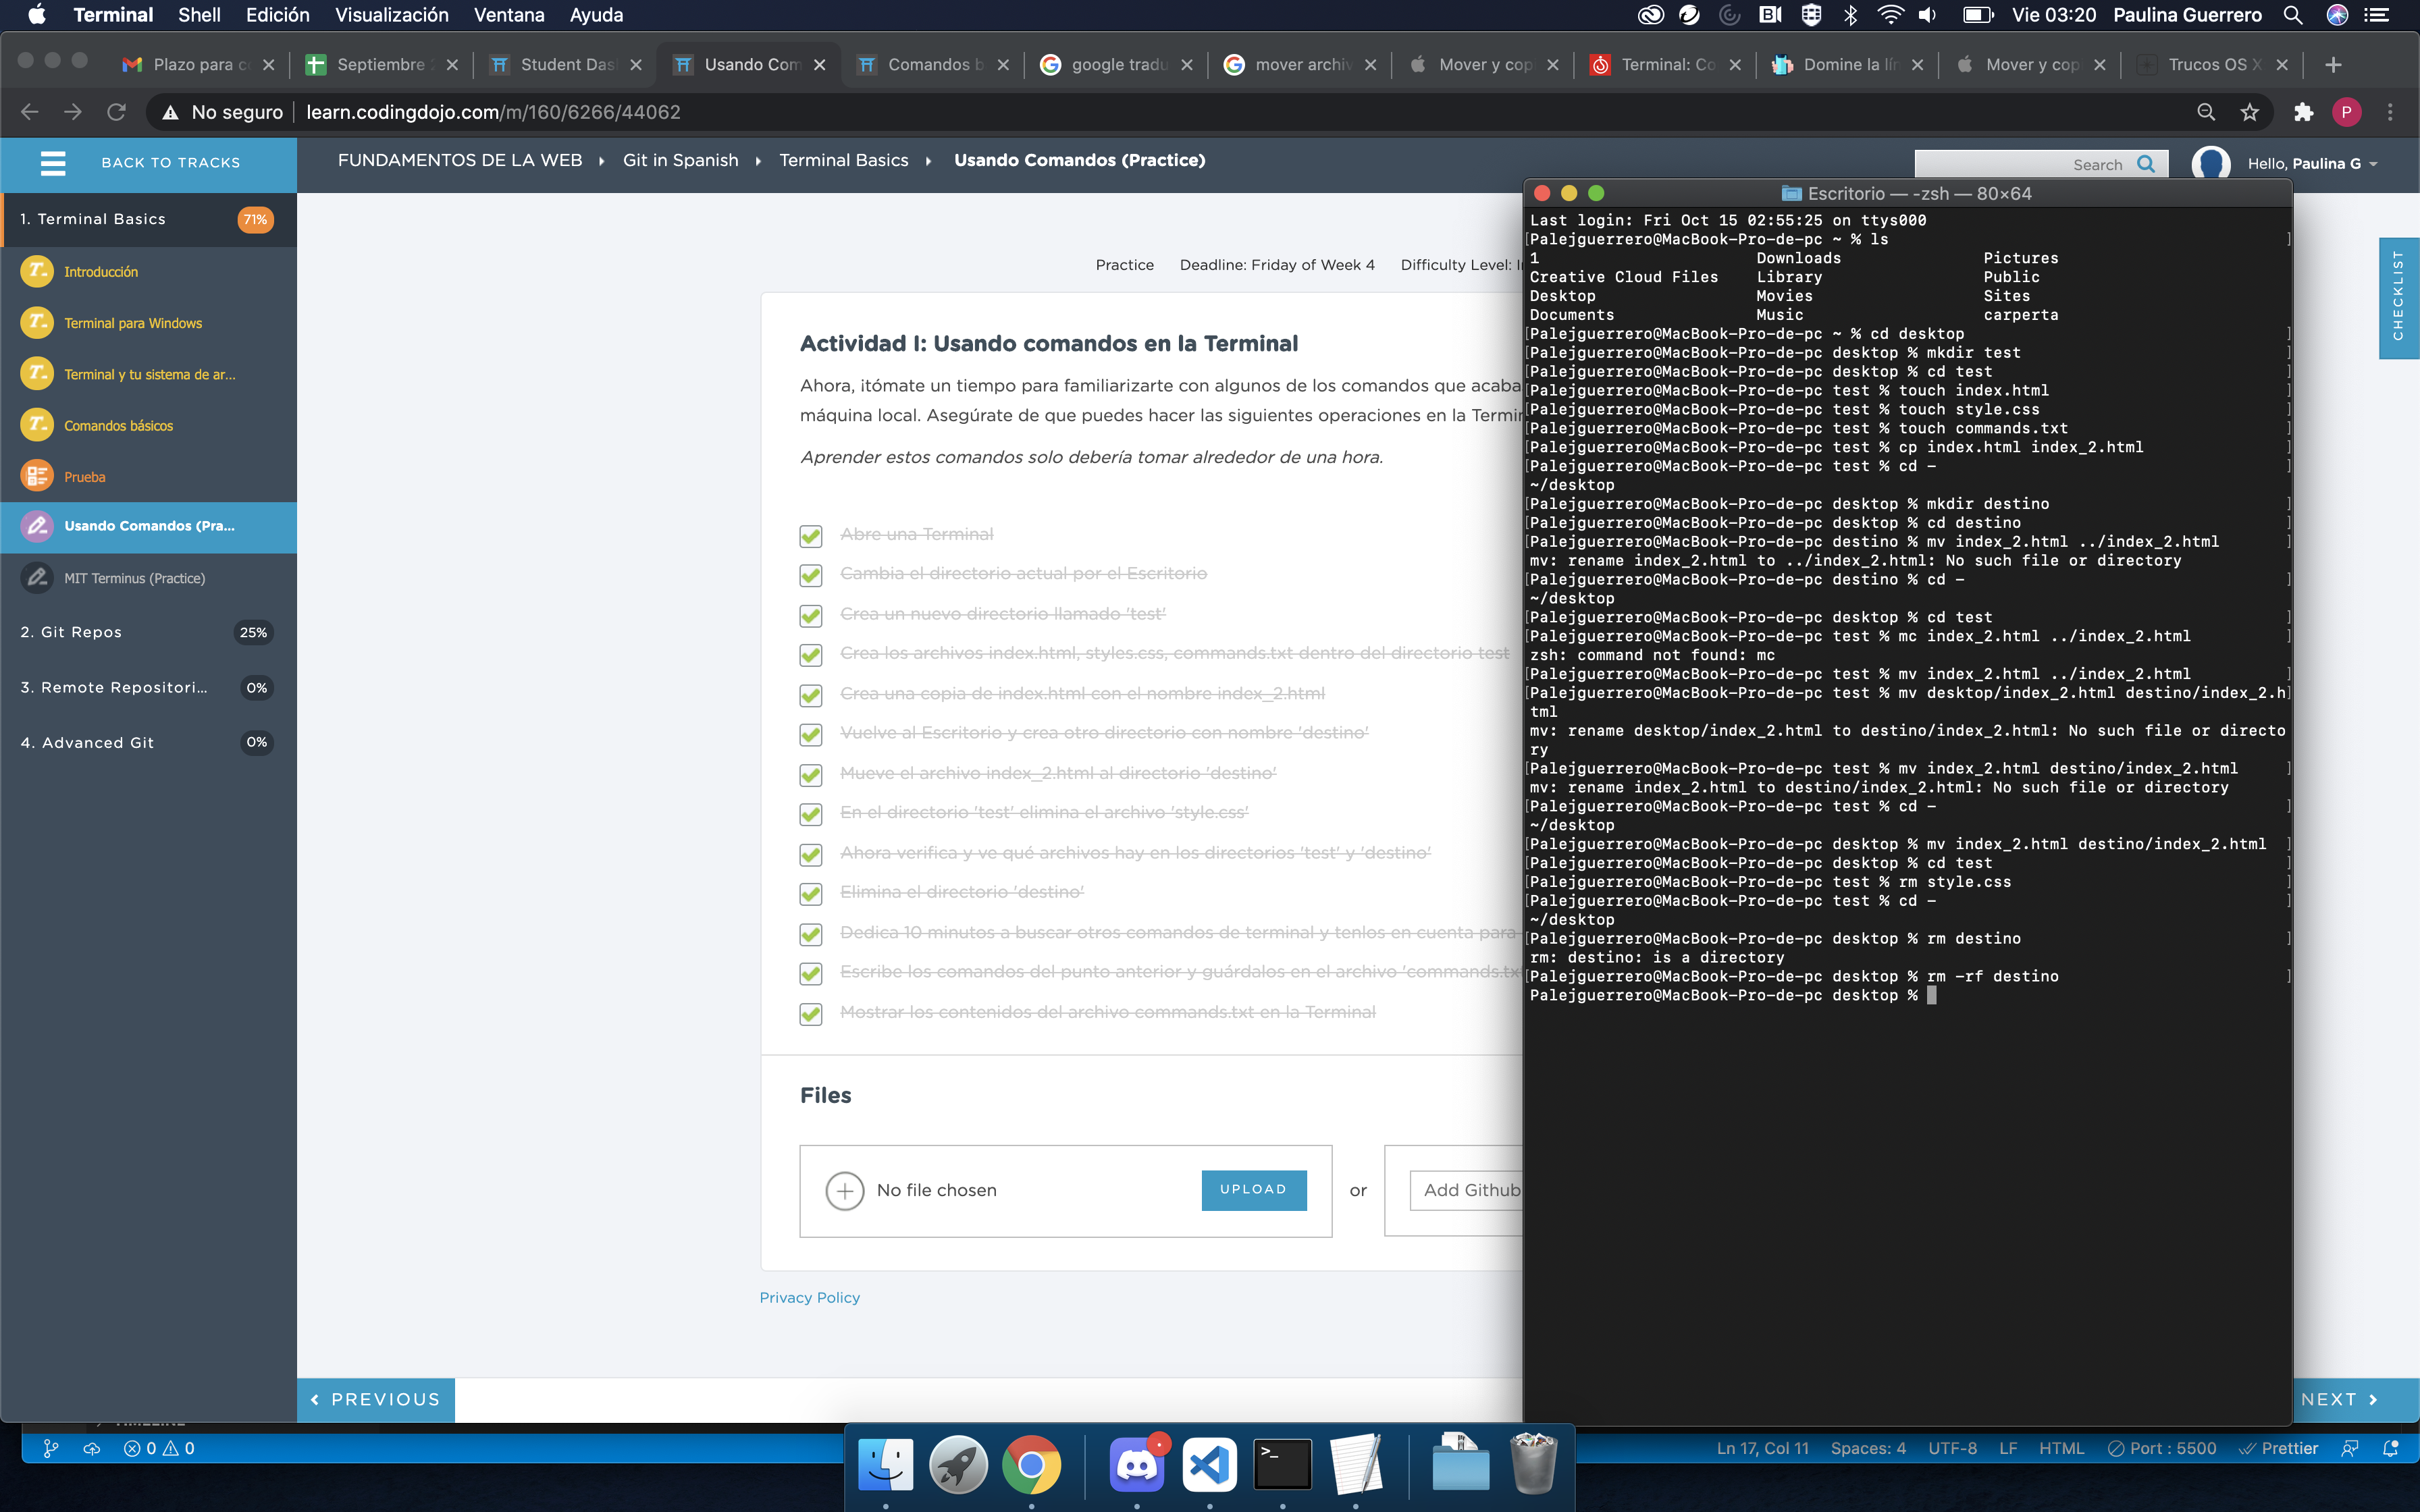 Terminal Shell Edición Visualización Ventana Ayuda
Vie 03:20 Paulina Guerrero
Plazo para c
Septiembre
Student Das
Usando Com
Comandos b
google tradu
mover archiv
Mover y cop
Terminal: Co
Domine la lín
Mover y cop
Trucos OS X
No seguro learn.codingdojo.com/m/160/6266/44062
P
BACK TO TRACKS
FUNDAMENTOS DE LA WEB Git in Spanish Terminal Basics Usando Comandos (Practice)
Search
Hello, Paulina G
1. Terminal Basics 71%
Introducción
Terminal para Windows
Terminal y tu sistema de ar...
Comandos básicos
Prueba
Usando Comandos (Pra...
MIT Terminus (Practice)
2. Git Repos 25%
3. Remote Repositori... 0%
4. Advanced Git 0%
CHECKLIST
Practice Deadline: Friday of Week 4 Difficulty Level:
Actividad I: Usando comandos en la Terminal
Ahora, ¡tómate un tiempo para familiarizarte con algunos de los comandos que acaba
máquina local. Asegúrate de que puedes hacer las siguientes operaciones en la Termin
Aprender estos comandos solo debería tomar alrededor de una hora.
Abre una Terminal
Cambia el directorio actual por el Escritorio
Crea un nuevo directorio llamado 'test'
Crea los archivos index.html, styles.css, commands.txt dentro del directorio test
Crea una copia de index.html con el nombre index_2.html
Vuelve al Escritorio y crea otro directorio con nombre 'destino'
Mueve el archivo index_2.html al directorio 'destino'
En el directorio 'test' elimina el archivo 'style.css'
Ahora verifica y ve qué archivos hay en los directorios 'test' y 'destino'
Elimina el directorio 'destino'
Dedica 10 minutos a buscar otros comandos de terminal y tenlos en cuenta para
Escribe los comandos del punto anterior y guárdalos en el archivo 'commands.tx
Mostrar los contenidos del archivo commands.txt en la Terminal
Files
No file chosen UPLOAD or Add Github
Privacy Policy
PREVIOUS
NEXT
Escritorio — -zsh — 80×64
Last login: Fri Oct 15 02:55:25 on ttys000
[Palejguerrero@MacBook-Pro-de-pc ~ % ls ]
1 Downloads Pictures
Creative Cloud Files Library Public
Desktop Movies Sites
Documents Music carperta
[Palejguerrero@MacBook-Pro-de-pc ~ % cd desktop ]
[Palejguerrero@MacBook-Pro-de-pc desktop % mkdir test ]
[Palejguerrero@MacBook-Pro-de-pc desktop % cd test ]
[Palejguerrero@MacBook-Pro-de-pc test % touch index.html ]
[Palejguerrero@MacBook-Pro-de-pc test % touch style.css ]
[Palejguerrero@MacBook-Pro-de-pc test % touch commands.txt ]
[Palejguerrero@MacBook-Pro-de-pc test % cp index.html index_2.html ]
[Palejguerrero@MacBook-Pro-de-pc test % cd - ]
~/desktop
[Palejguerrero@MacBook-Pro-de-pc desktop % mkdir destino ]
[Palejguerrero@MacBook-Pro-de-pc desktop % cd destino ]
[Palejguerrero@MacBook-Pro-de-pc destino % mv index_2.html ../index_2.html ]
mv: rename index_2.html to ../index_2.html: No such file or directory
[Palejguerrero@MacBook-Pro-de-pc destino % cd - ]
~/desktop
[Palejguerrero@MacBook-Pro-de-pc desktop % cd test ]
[Palejguerrero@MacBook-Pro-de-pc test % mc index_2.html ../index_2.html ]
zsh: command not found: mc
[Palejguerrero@MacBook-Pro-de-pc test % mv index_2.html ../index_2.html ]
[Palejguerrero@MacBook-Pro-de-pc test % mv desktop/index_2.html destino/index_2.h]
tml
mv: rename desktop/index_2.html to destino/index_2.html: No such file or directo
ry
[Palejguerrero@MacBook-Pro-de-pc test % mv index_2.html destino/index_2.html ]
mv: rename index_2.html to destino/index_2.html: No such file or directory
[Palejguerrero@MacBook-Pro-de-pc test % cd - ]
~/desktop
[Palejguerrero@MacBook-Pro-de-pc desktop % mv index_2.html destino/index_2.html ]
[Palejguerrero@MacBook-Pro-de-pc desktop % cd test ]
[Palejguerrero@MacBook-Pro-de-pc test % rm style.css ]
[Palejguerrero@MacBook-Pro-de-pc test % cd - ]
~/desktop
[Palejguerrero@MacBook-Pro-de-pc desktop % rm destino ]
rm: destino: is a directory
[Palejguerrero@MacBook-Pro-de-pc desktop % rm -rf destino ]
Palejguerrero@MacBook-Pro-de-pc desktop %
0 0
Ln 17, Col 11 Spaces: 4 UTF-8 LF HTML Port : 5500 Prettier